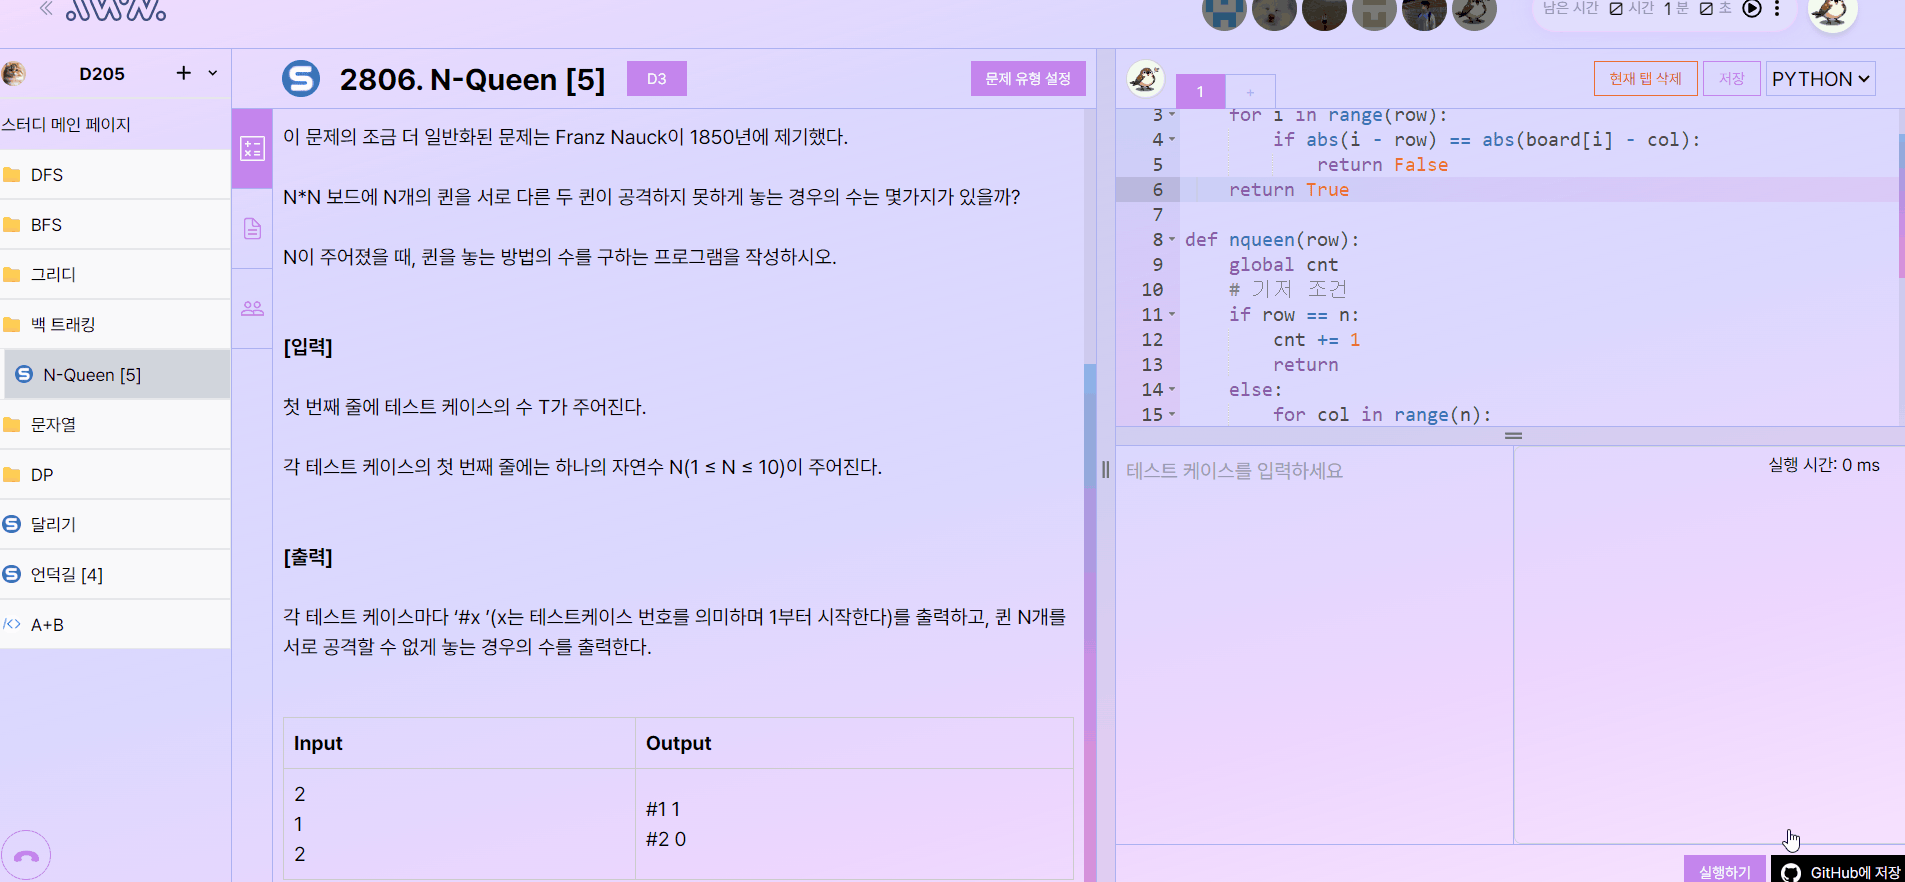 남은 시간 시간 1 분 초
D205
스터디 메인 페이지
DFS
BFS
그리디
백 트래킹
N-Queen [5]
문자열
DP
달리기
언덕길 [4]
A+B
2806. N-Queen [5]
D3
문제 유형 설정
이 문제의 조금 더 일반화된 문제는 Franz Nauck이 1850년에 제기했다.
N*N 보드에 N개의 퀸을 서로 다른 두 퀸이 공격하지 못하게 놓는 경우의 수는 몇가지가 있을까?
N이 주어졌을 때, 퀸을 놓는 방법의 수를 구하는 프로그램을 작성하시오.
[입력]
첫 번째 줄에 테스트 케이스의 수 T가 주어진다.
각 테스트 케이스의 첫 번째 줄에는 하나의 자연수 N(1 ≤ N ≤ 10)이 주어진다.
[출력]
각 테스트 케이스마다 ‘#x ’(x는 테스트케이스 번호를 의미하며 1부터 시작한다)를 출력하고, 퀸 N개를
서로 공격할 수 없게 놓는 경우의 수를 출력한다.
Input Output
2
1
2
#1 1
#2 0
1 +
현재 탭 삭제
저장
PYTHON
3 for i in range(row):
4 if abs(i - row) == abs(board[i] - col):
5 return False
6 return True
7
8 def nqueen(row):
9 global cnt
10 # 기저 조건
11 if row == n:
12 cnt += 1
13 return
14 else:
15 for col in range(n):
테스트 케이스를 입력하세요
실행 시간: 0 ms
실행하기
GitHub에 저장